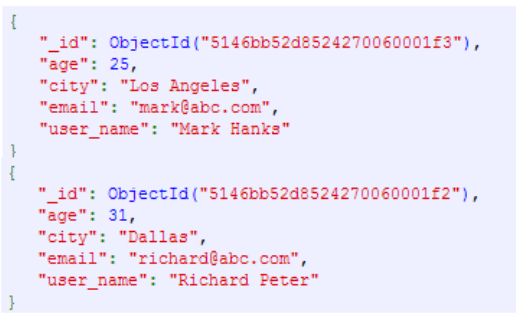 {
"_id": ObjectId("5146bb52d8524270060001f3"),
"age": 25,
"city": "Los Angeles",
"email": "mark@abc.com",
"user_name": "Mark Hanks"
}
{
"_id": ObjectId("5146bb52d8524270060001f2"),
"age": 31,
"city": "Dallas",
"email": "richard@abc.com",
"user_name": "Richard Peter"
}